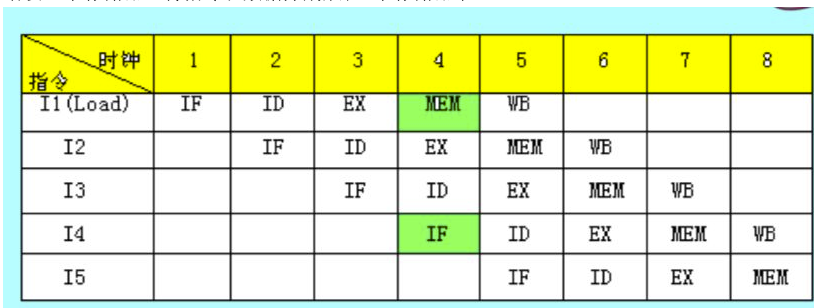 时钟 1 2 3 4 5 6 7 8
指令
I1(Load) IF ID EX MEM WB
I2 IF ID EX MEM WB
I3 IF ID EX MEM WB
I4 IF ID EX MEM WB
I5 IF ID EX MEM